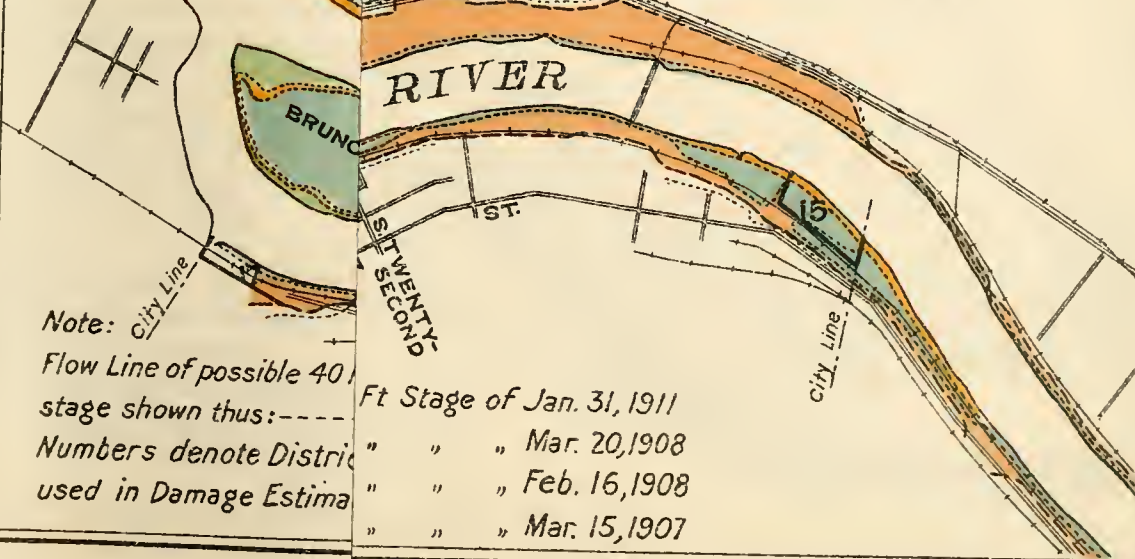 RIVER
BRUNO
15
ST.
S. TWENTY-
SECOND
City Line
City Line
Note:
Flow Line of possible 40
stage shown thus:----
Numbers denote Distric
used in Damage Estima
Ft Stage of Jan. 31, 1911
" " " Mar. 20, 1908
" " " Feb. 16, 1908
" " " Mar. 15, 1907